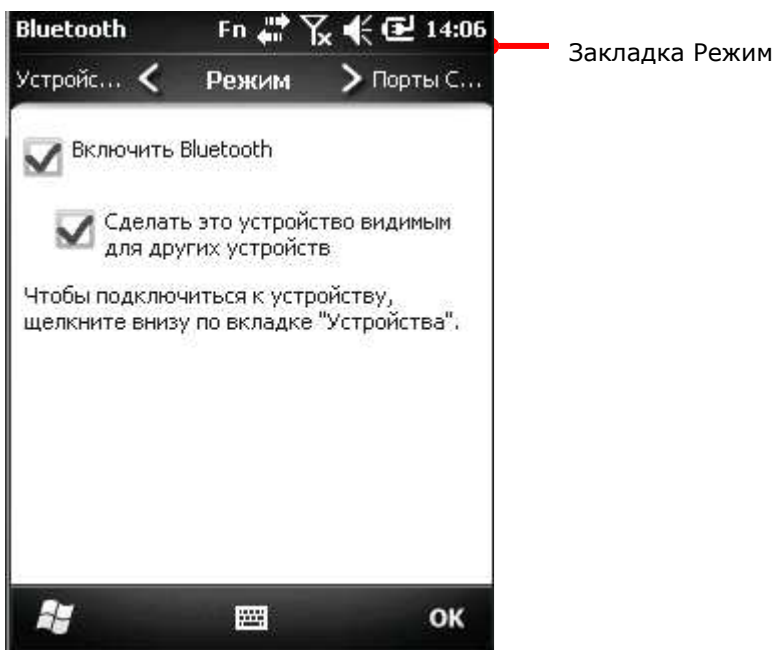 Bluetooth Fn 14:06
Закладка Режим
Устройс... Режим Порты С...
Включить Bluetooth
Сделать это устройство видимым
для других устройств
Чтобы подключиться к устройству,
щелкните внизу по вкладке "Устройства".
ОК